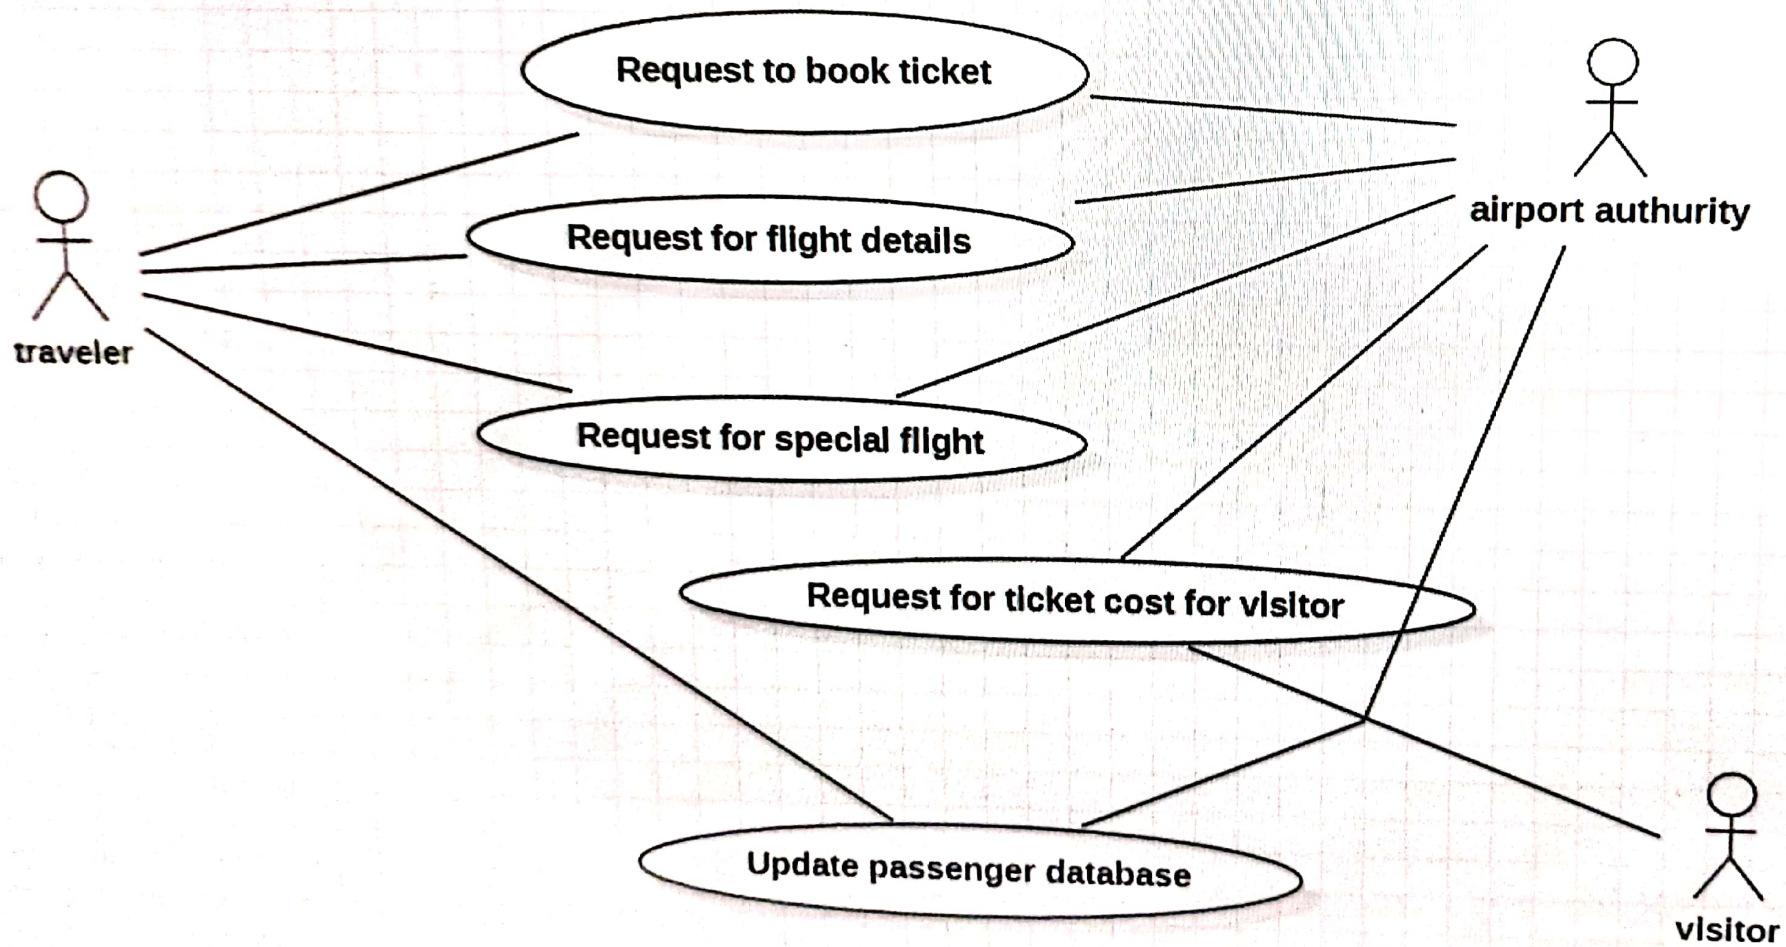 Request to book ticket
airport authurity
Request for flight details
traveler
Request for special flight
Request for ticket cost for visitor
Update passenger database
visitor